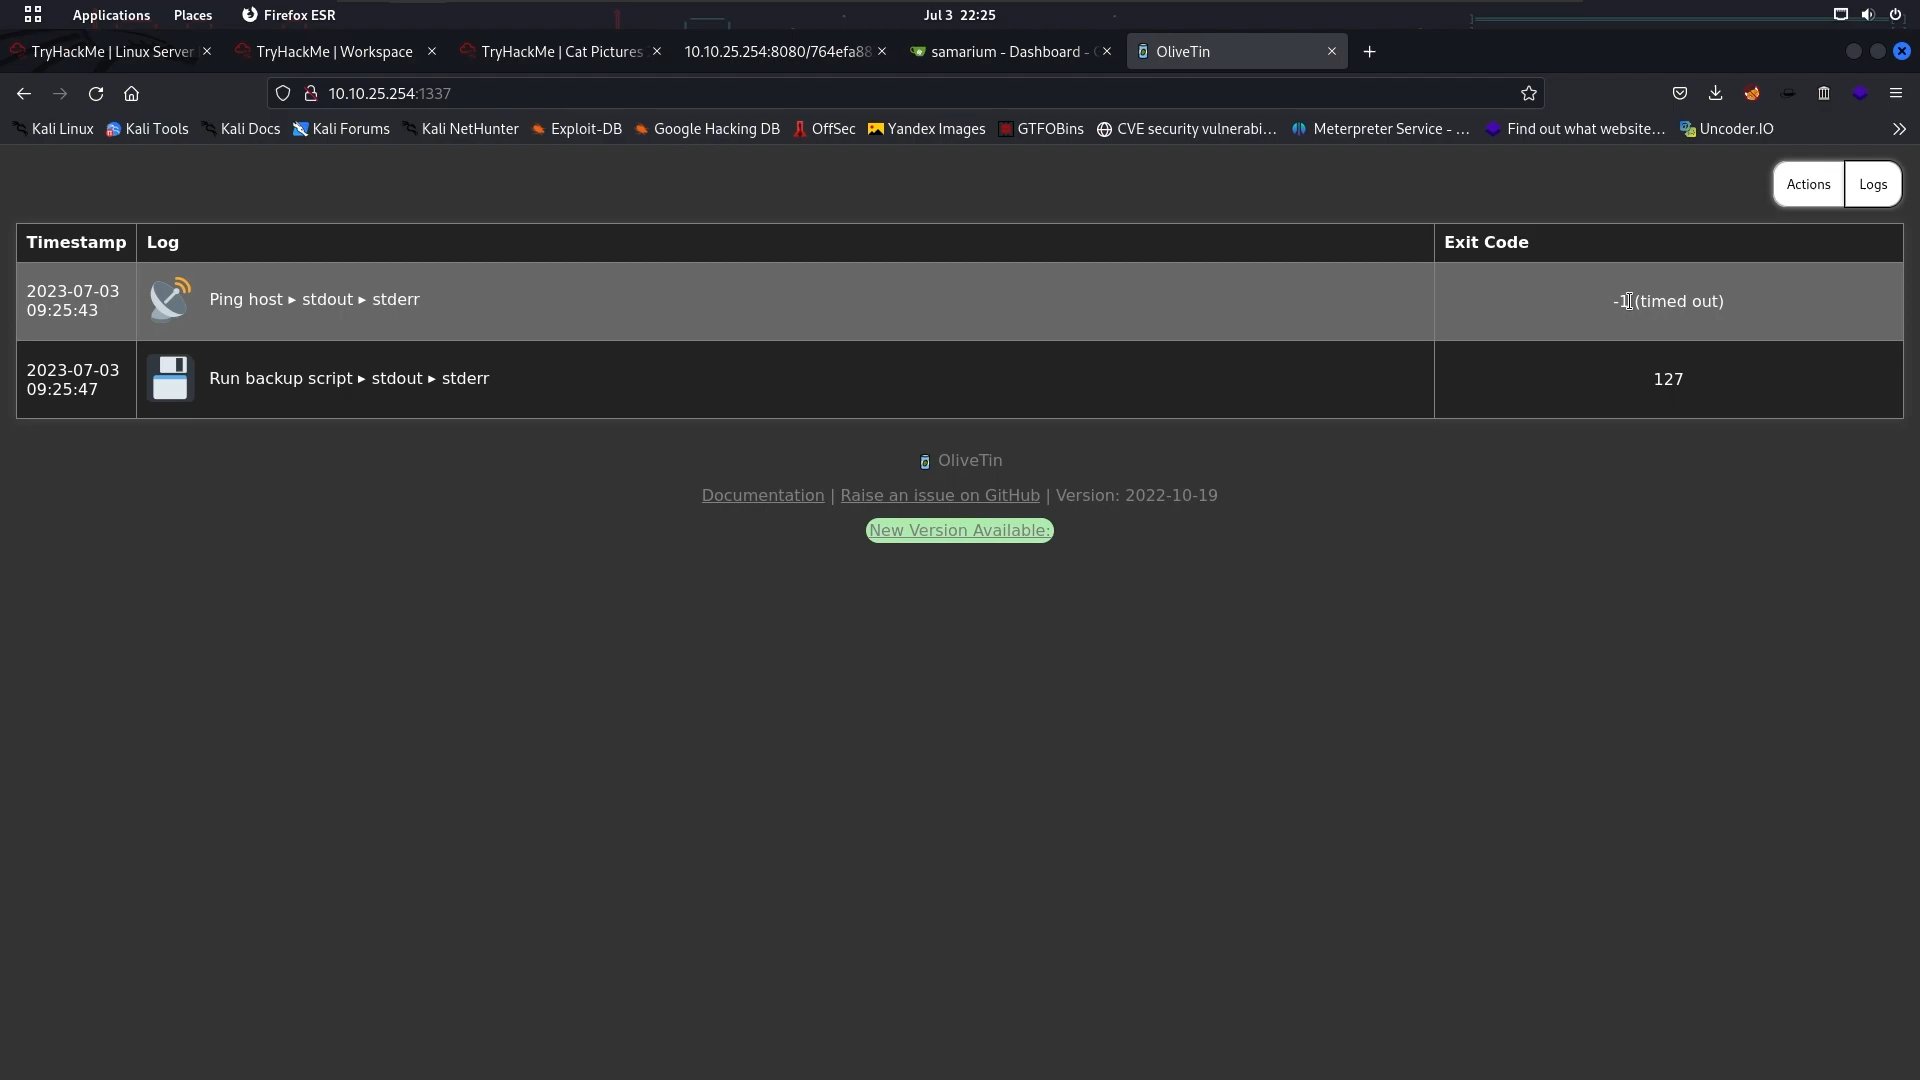 Applications Places Firefox ESR Jul 3 22:25
TryHackMe | Linux Server TryHackMe | Workspace TryHackMe | Cat Pictures 10.10.25.254:8080/764efa88 samarium - Dashboard - OliveTin
10.10.25.254:1337
Kali Linux Kali Tools Kali Docs Kali Forums Kali NetHunter Exploit-DB Google Hacking DB OffSec Yandex Images GTFOBins CVE security vulnerabi... Meterpreter Service - ... Find out what website... Uncoder.IO
Actions Logs
Timestamp Log Exit Code
2023-07-03
09:25:43
Ping host ▸ stdout ▸ stderr
-1 (timed out)
2023-07-03
09:25:47
Run backup script ▸ stdout ▸ stderr
127
OliveTin
Documentation | Raise an issue on GitHub | Version: 2022-10-19
New Version Available: